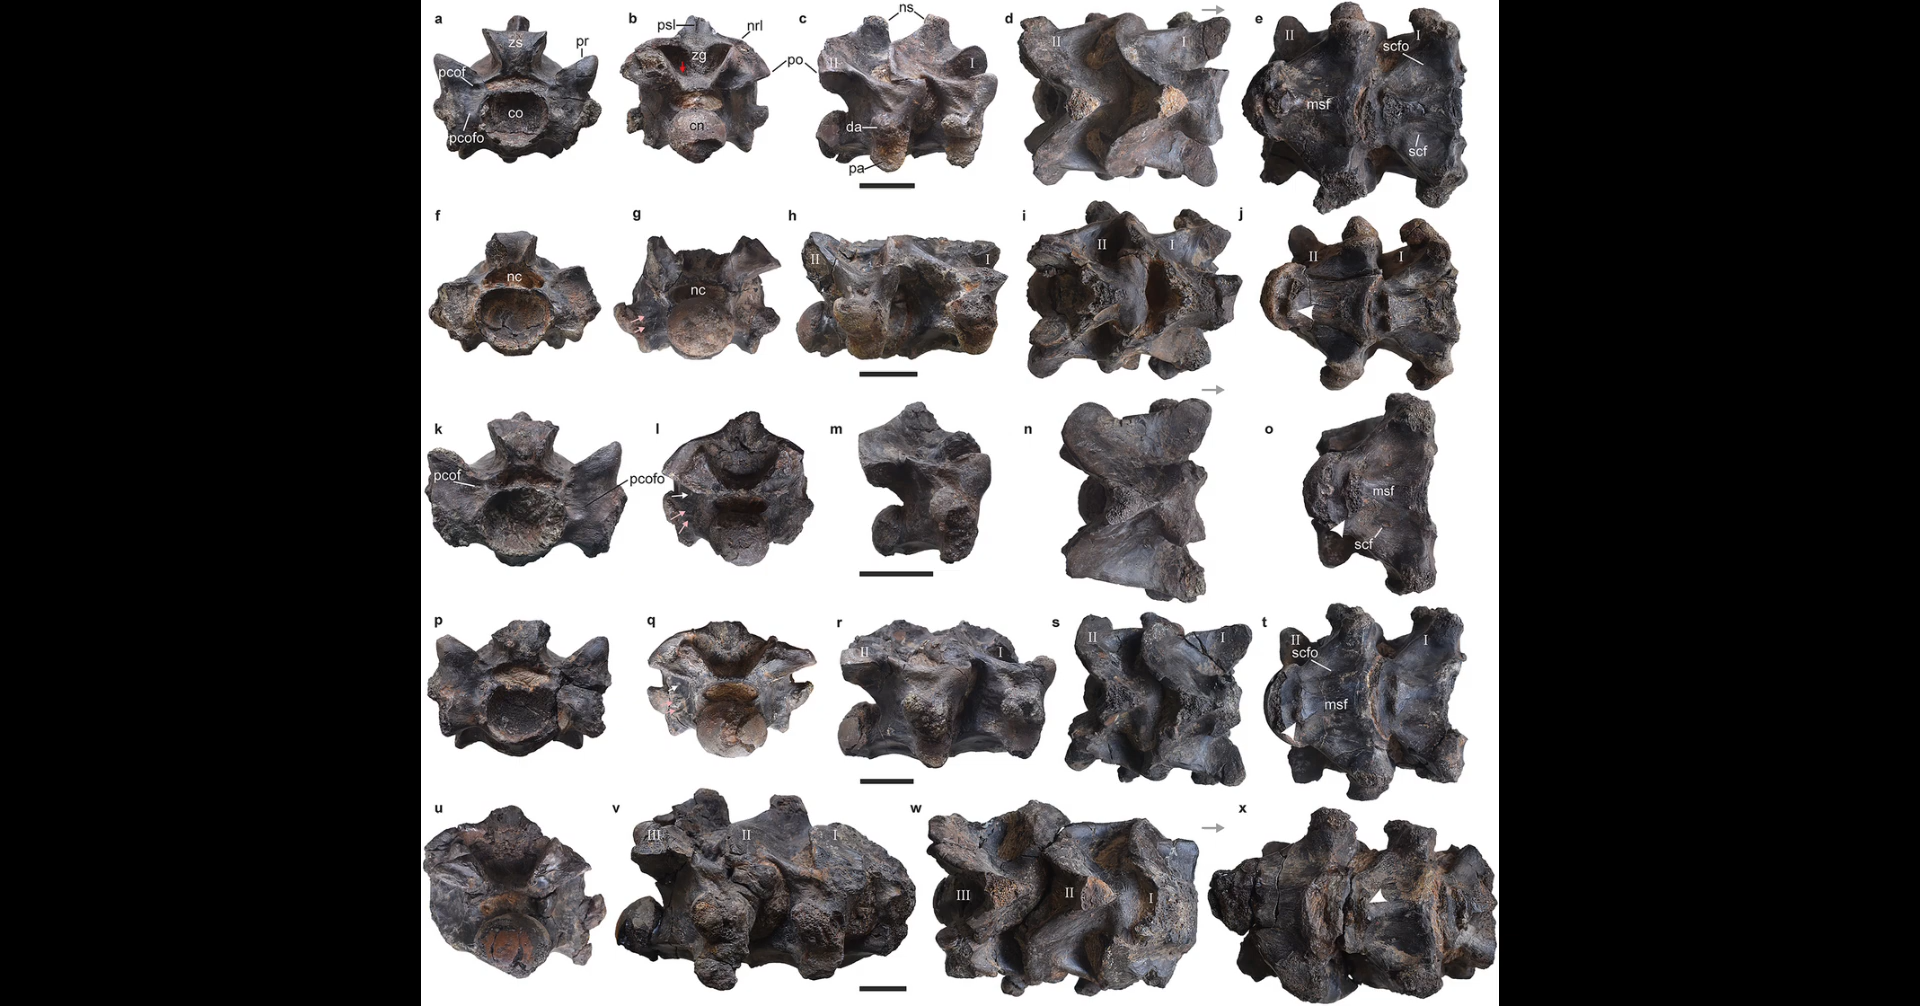 a b c d e
psl nrl ns
zs pr zg po II I II I II I
scfo
pcof
co cn msf
da
pcofo scf
pa
f g h i j
nc nc II I II I II I
k l m n o
pcof pcofo msf
scf
p q r s t
II I II I II I
scfo
msf
u v w x
III II I
III II I